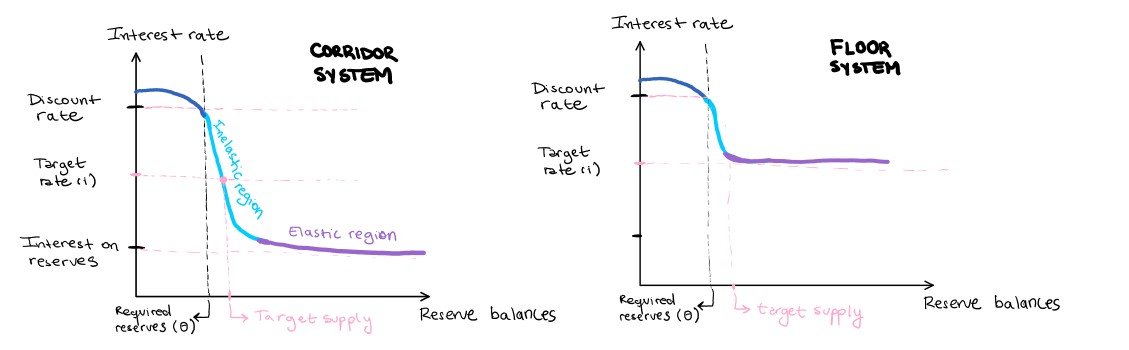 Interest rate
CORRIDOR
SYSTEM
Discount
rate
Target
rate (i)
Interest on
reserves
Inelastic region
Elastic region
Required
reserves (θ)
Target supply
Reserve balances
Interest rate
FLOOR
SYSTEM
Discount
rate
Target
rate (i)
Required
reserves (θ)
target supply
Reserve balances